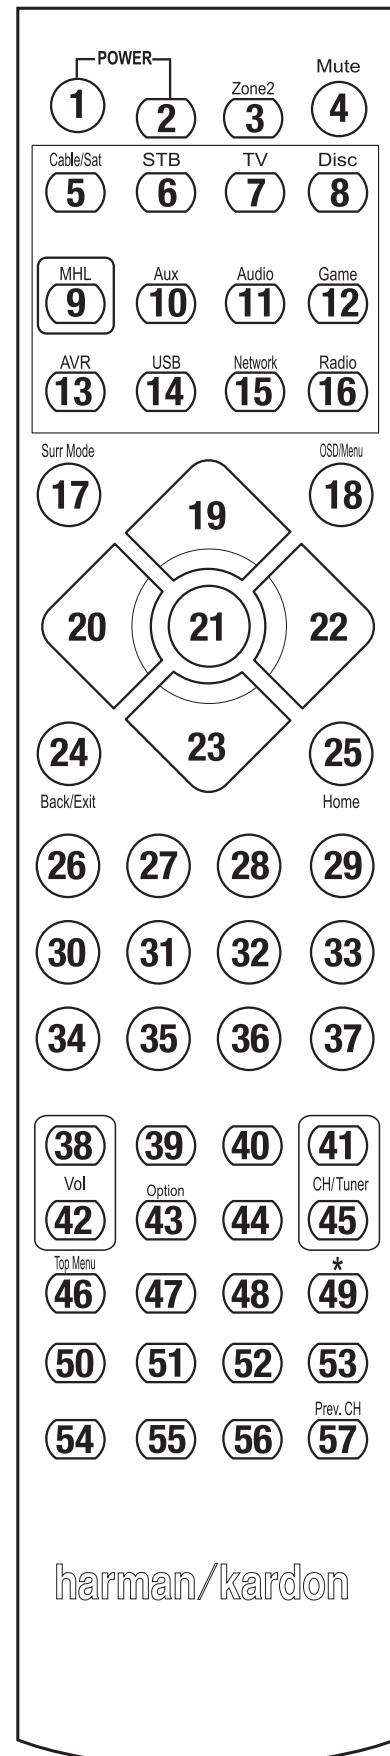 POWER
Mute
Zone2
1 2 3 4
Cable/Sat STB TV Disc
5 6 7 8
MHL Aux Audio Game
9 10 11 12
AVR USB Network Radio
13 14 15 16
Surr Mode OSD/Menu
17 18
19
20 21 22
23
24 25
Back/Exit Home
26 27 28 29
30 31 32 33
34 35 36 37
38 39 40 41
Vol Option CH/Tuner
42 43 44 45
Top Menu *
46 47 48 49
50 51 52 53
Prev. CH
54 55 56 57
harman/kardon